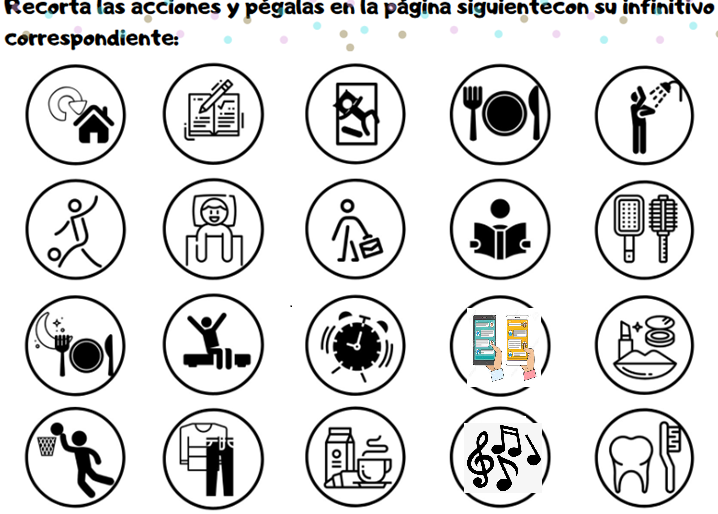 Recorta las acciones y pégalas en la página siguientecon su infinitivo
correspondiente: